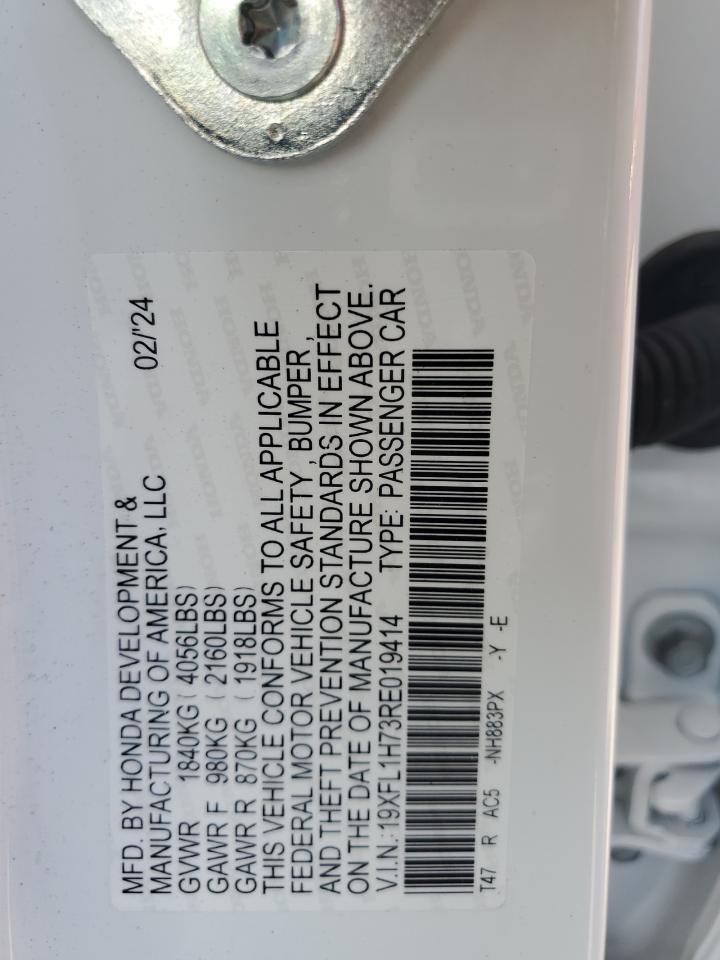 MFD. BY HONDA DEVELOPMENT &
MANUFACTURING OF AMERICA, LLC 02/'24
GVWR 1840KG ( 4056LBS)
GAWR F 980KG ( 2160LBS)
GAWR R 870KG ( 1918LBS)
THIS VEHICLE CONFORMS TO ALL APPLICABLE
FEDERAL MOTOR VEHICLE SAFETY , BUMPER ,
AND THEFT PREVENTION STANDARDS IN EFFECT
ON THE DATE OF MANUFACTURE SHOWN ABOVE.
V.I.N.:19XFL1H73RE019414 TYPE: PASSENGER CAR
T47 R AC5 -NH883PX -Y -E